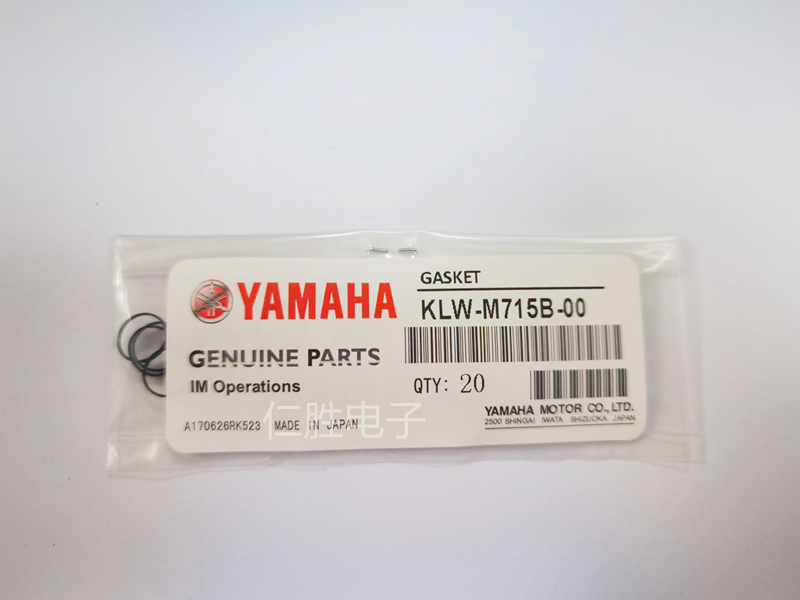 YAMAHA
GENUINE PARTS
IM Operations
A170626RK523 MADE IN JAPAN
GASKET
KLW-M715B-00
QTY: 20
YAMAHA MOTOR CO., LTD.
2500 SHINGAI IWATA SHIZUOKA JAPAN
仁胜电子